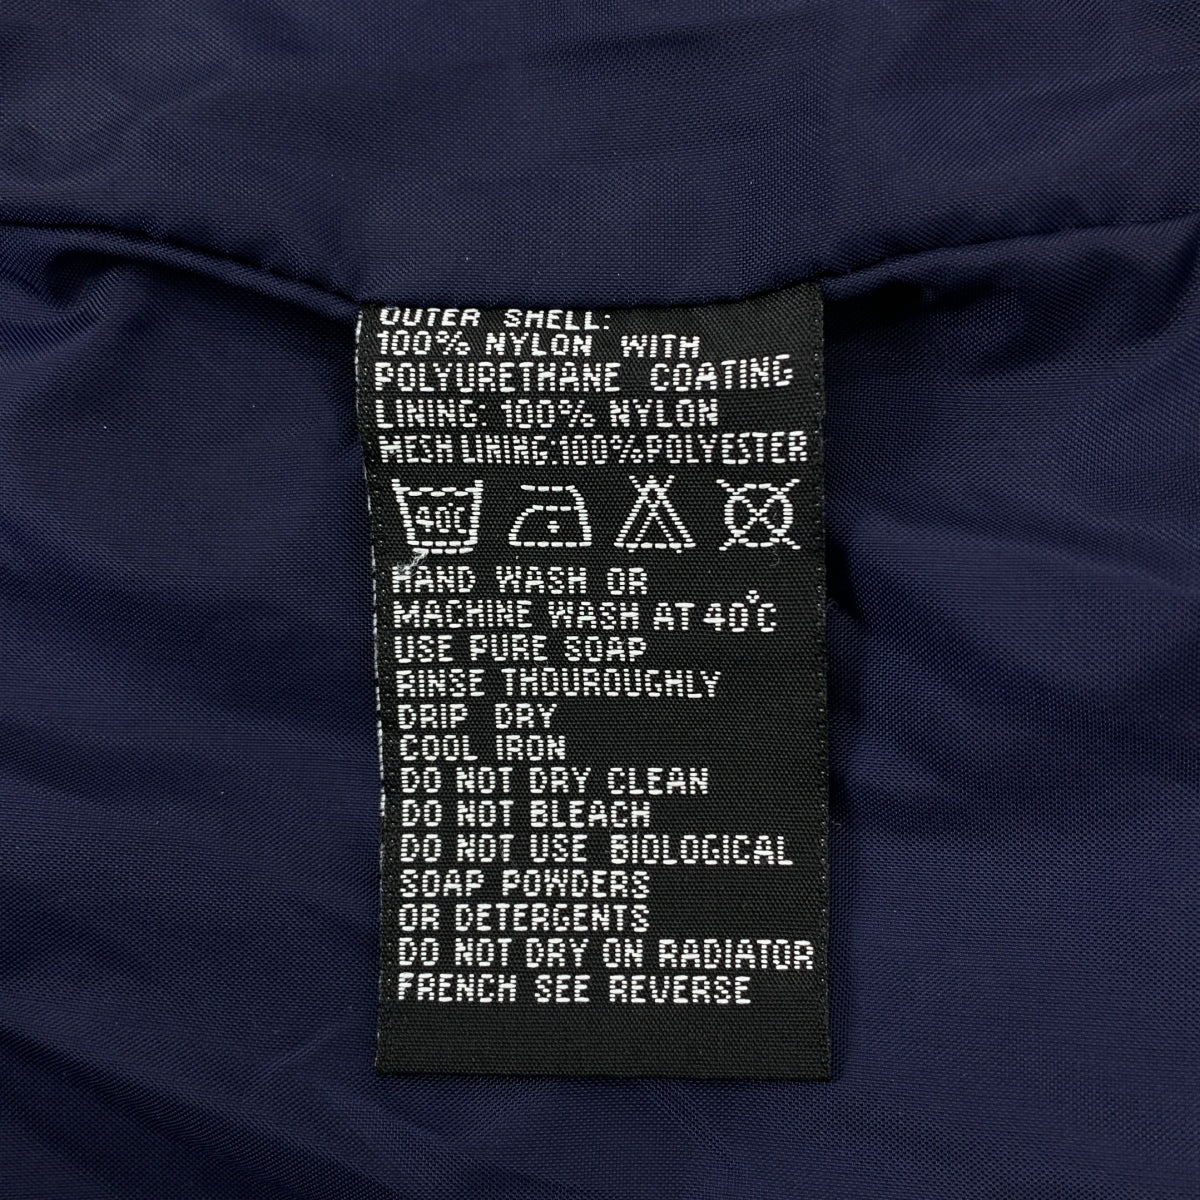 OUTER SHELL:
100% NYLON WITH
POLYURETHANE COATING
LINING: 100% NYLON
MESH LINING:100%POLYESTER
40°C
HAND WASH OR
MACHINE WASH AT 40°C
USE PURE SOAP
RINSE THOUROUGHLY
DRIP DRY
COOL IRON
DO NOT DRY CLEAN
DO NOT BLEACH
DO NOT USE BIOLOGICAL
SOAP POWDERS
OR DETERGENTS
DO NOT DRY ON RADIATOR
FRENCH SEE REVERSE